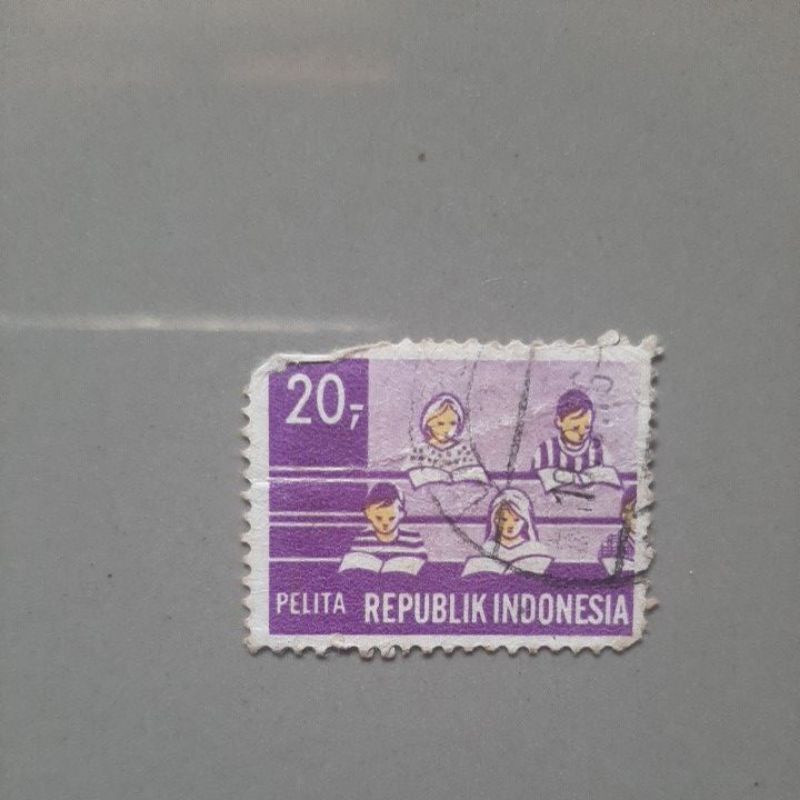 20,-
PELITA REPUBLIK INDONESIA